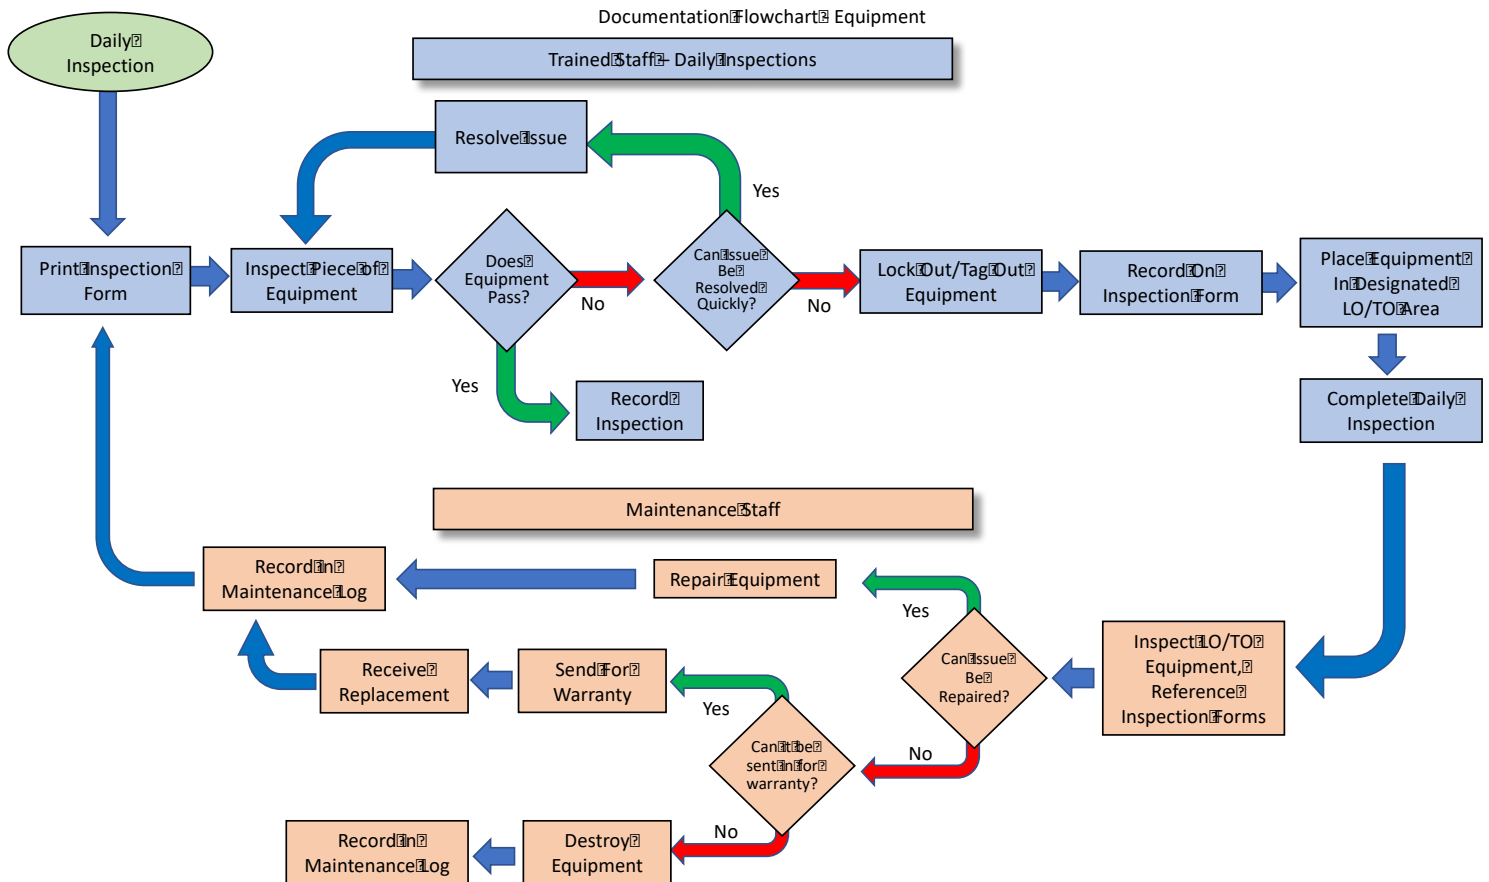 Documentation Flowchart - Equipment
Daily
Inspection
Trained Staff – Daily Inspections
Resolve Issue
Yes
Print Inspection
Form
Inspect Piece of
Equipment
Does
Equipment
Pass?
No
Can Issue
Be
Resolved
Quickly?
No
Lock Out/Tag Out
Equipment
Record On
Inspection Form
Place Equipment
In Designated
LO/TO Area
Yes
Record
Inspection
Complete Daily
Inspection
Maintenance Staff
Record In
Maintenance Log
Repair Equipment
Yes
Can Issue
Be
Repaired?
Inspect LO/TO
Equipment,
Reference
Inspection Forms
Receive
Replacement
Send For
Warranty
Yes
No
Can it be
sent in for
warranty?
No
Record In
Maintenance Log
Destroy
Equipment